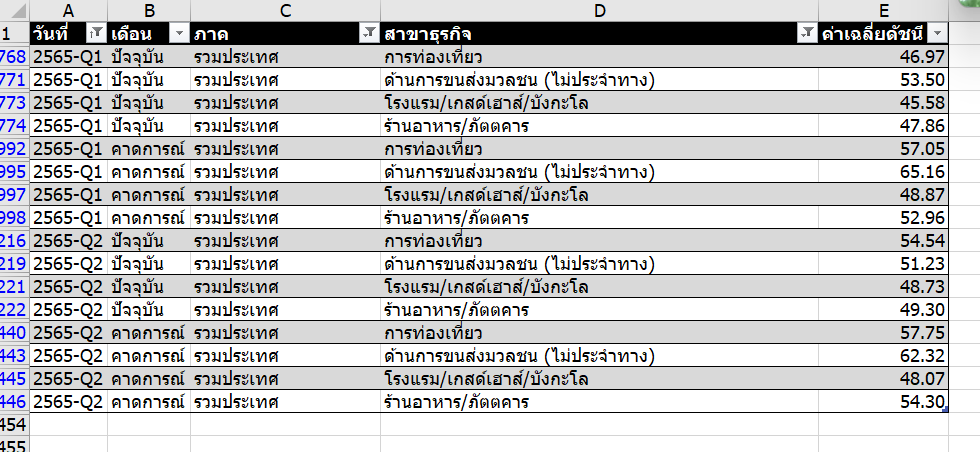 A B C D E
1 วันที่ เดือน ภาค สาขาธุรกิจ ค่าเฉลี่ยดัชนี
768 2565-Q1 ปัจจุบัน รวมประเทศ การท่องเที่ยว 46.97
771 2565-Q1 ปัจจุบัน รวมประเทศ ด้านการขนส่งมวลชน (ไม่ประจำทาง) 53.50
773 2565-Q1 ปัจจุบัน รวมประเทศ โรงแรม/เกสต์เฮาส์/บังกะโล 45.58
774 2565-Q1 ปัจจุบัน รวมประเทศ ร้านอาหาร/ภัตตคาร 47.86
992 2565-Q1 คาดการณ์ รวมประเทศ การท่องเที่ยว 57.05
995 2565-Q1 คาดการณ์ รวมประเทศ ด้านการขนส่งมวลชน (ไม่ประจำทาง) 65.16
997 2565-Q1 คาดการณ์ รวมประเทศ โรงแรม/เกสต์เฮาส์/บังกะโล 48.87
998 2565-Q1 คาดการณ์ รวมประเทศ ร้านอาหาร/ภัตตคาร 52.96
216 2565-Q2 ปัจจุบัน รวมประเทศ การท่องเที่ยว 54.54
219 2565-Q2 ปัจจุบัน รวมประเทศ ด้านการขนส่งมวลชน (ไม่ประจำทาง) 51.23
221 2565-Q2 ปัจจุบัน รวมประเทศ โรงแรม/เกสต์เฮาส์/บังกะโล 48.73
222 2565-Q2 ปัจจุบัน รวมประเทศ ร้านอาหาร/ภัตตคาร 49.30
440 2565-Q2 คาดการณ์ รวมประเทศ การท่องเที่ยว 57.75
443 2565-Q2 คาดการณ์ รวมประเทศ ด้านการขนส่งมวลชน (ไม่ประจำทาง) 62.32
445 2565-Q2 คาดการณ์ รวมประเทศ โรงแรม/เกสต์เฮาส์/บังกะโล 48.07
446 2565-Q2 คาดการณ์ รวมประเทศ ร้านอาหาร/ภัตตคาร 54.30
454
455